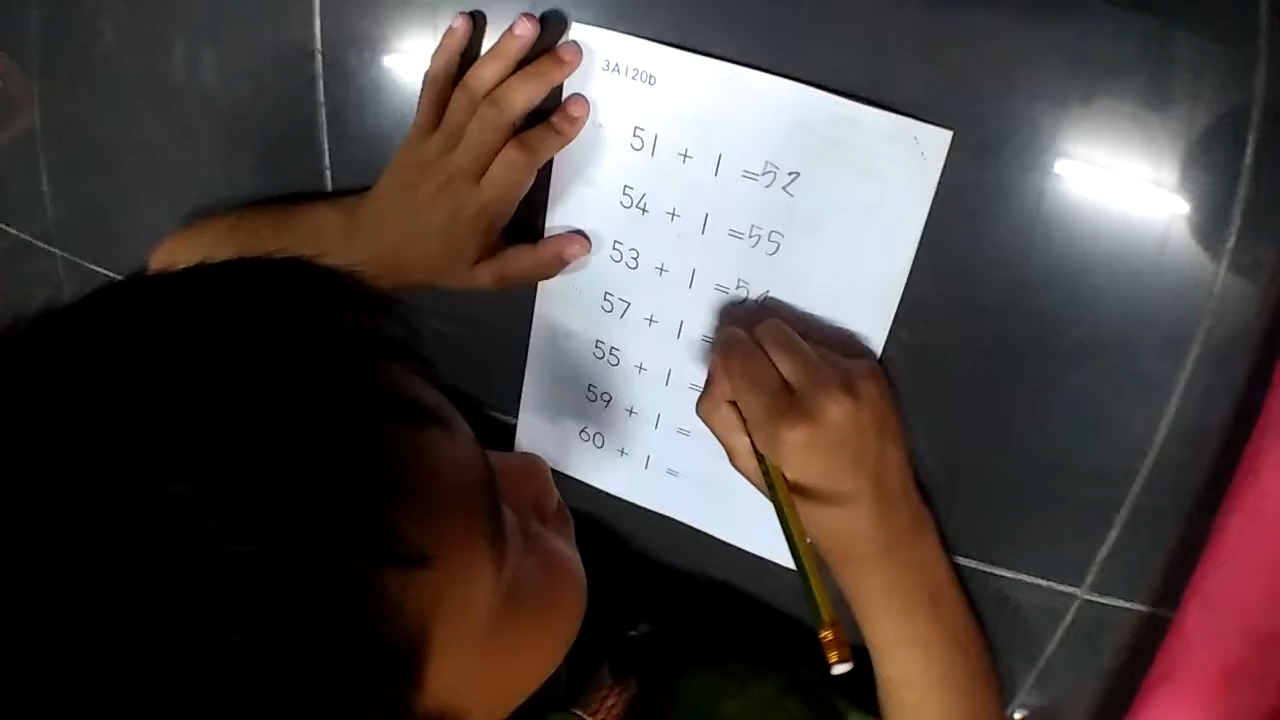 3A120b
51 + 1 =52
54 + 1 =55
53 + 1 =54
57 + 1 =
55 + 1 =
59 + 1 =
60 + 1 =